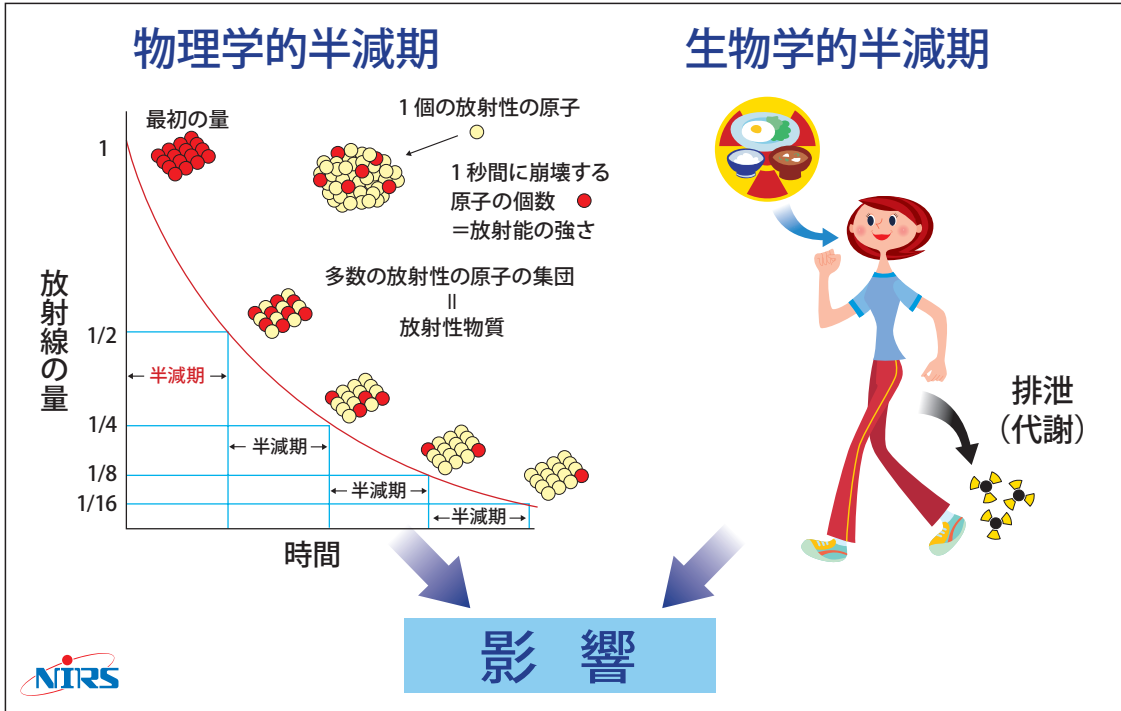 物理学的半減期
最初の量
1個の放射性の原子
1秒間に崩壊する
原子の個数
＝放射能の強さ
多数の放射性の原子の集団
＝
放射性物質
放射線の量
1
1/2
1/4
1/8
1/16
半減期
半減期
半減期
半減期
時間
生物学的半減期
排泄
（代謝）
影響
NIRS